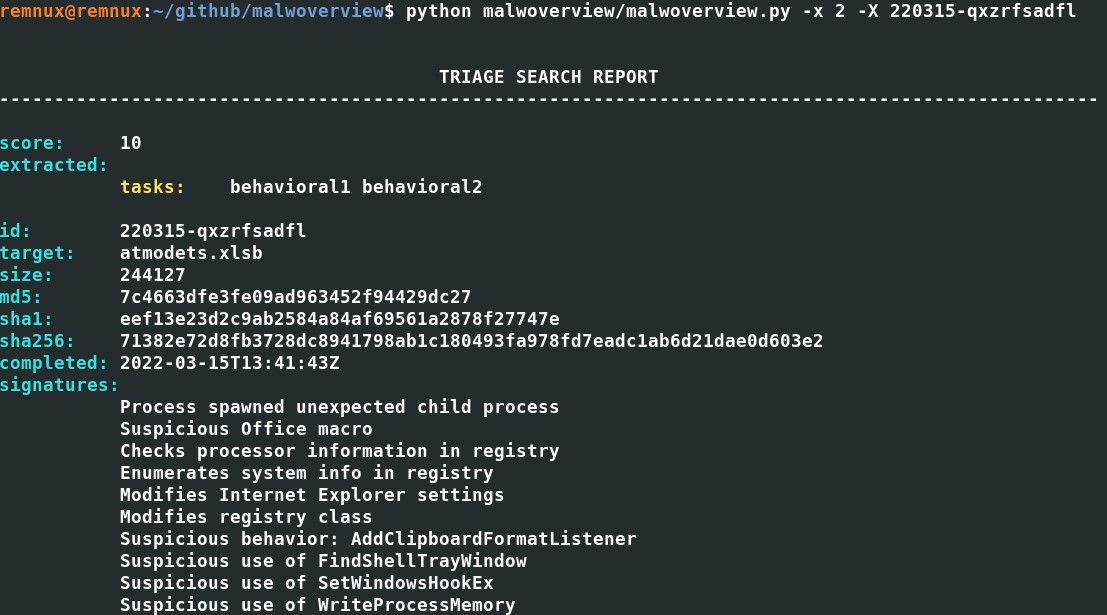 remnux@remnux:~/github/malwoverview$ python malwoverview/malwoverview.py -x 2 -X 220315-qxzrfsadfl
TRIAGE SEARCH REPORT
----------------------------------------------------------------------------------------------------
score: 10
extracted:
tasks: behavioral1 behavioral2
id: 220315-qxzrfsadfl
target: atmodets.xlsb
size: 244127
md5: 7c4663dfe3fe09ad963452f94429dc27
sha1: eef13e23d2c9ab2584a84af69561a2878f27747e
sha256: 71382e72d8fb3728dc8941798ab1c180493fa978fd7eadc1ab6d21dae0d603e2
completed: 2022-03-15T13:41:43Z
signatures:
Process spawned unexpected child process
Suspicious Office macro
Checks processor information in registry
Enumerates system info in registry
Modifies Internet Explorer settings
Modifies registry class
Suspicious behavior: AddClipboardFormatListener
Suspicious use of FindShellTrayWindow
Suspicious use of SetWindowsHookEx
Suspicious use of WriteProcessMemory